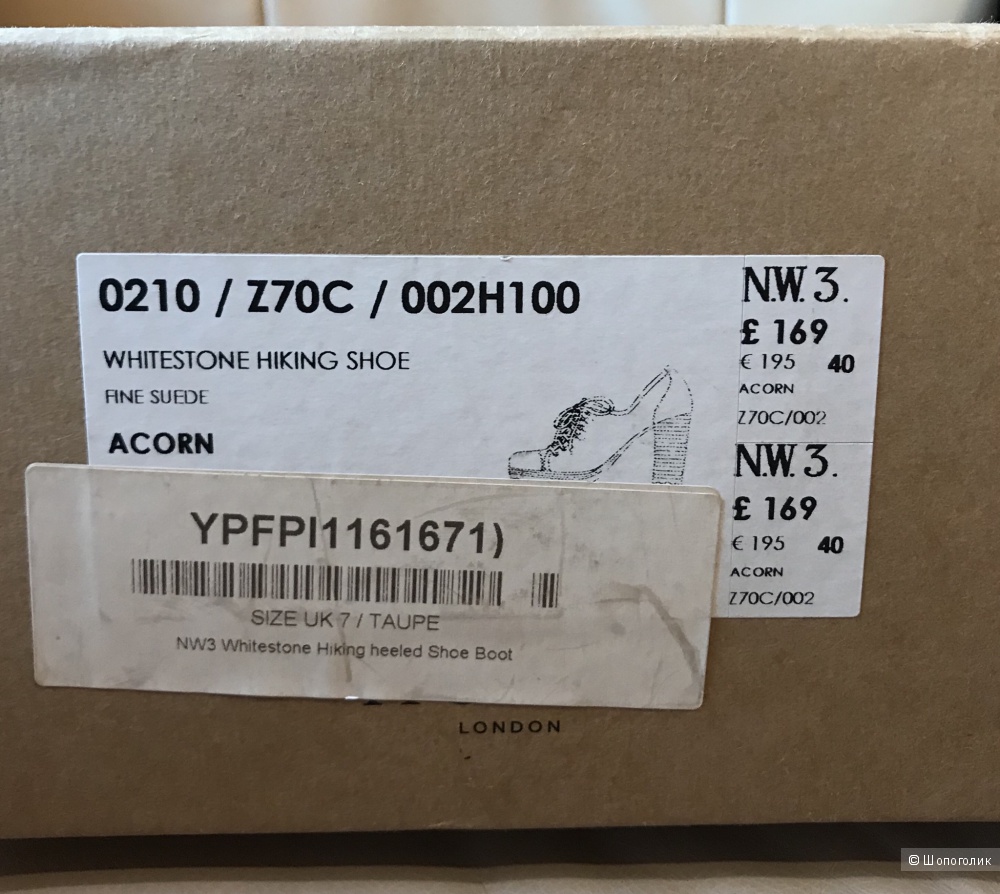 0210 / Z70C / 002H100
WHITESTONE HIKING SHOE
FINE SUEDE
ACORN
N.W.3.
£ 169
€ 195 40
ACORN
Z70C/002
N.W.3.
£ 169
€ 195 40
ACORN
Z70C/002
YPFPI1161671)
SIZE UK 7 / TAUPE
NW3 Whitestone Hiking heeled Shoe Boot
LONDON
© Шопоголик